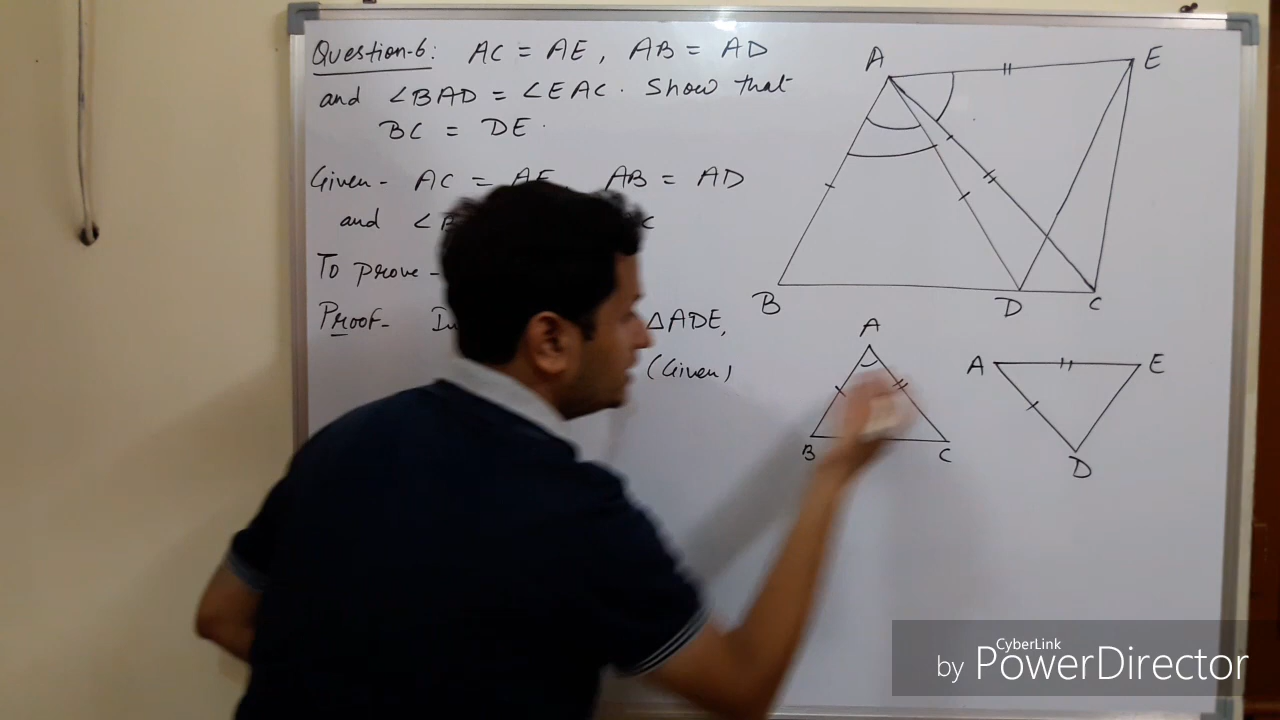 Question-6: AC = AE, AB = AD
and ∠BAD = ∠EAC. Show that
BC = DE.
Given- AC = AE, AB = AD
and ∠B C
To prove -
Proof- In ΔADE,
(Given)
A
E
B
D
C
A
B
C
A
E
D
CyberLink
by PowerDirector